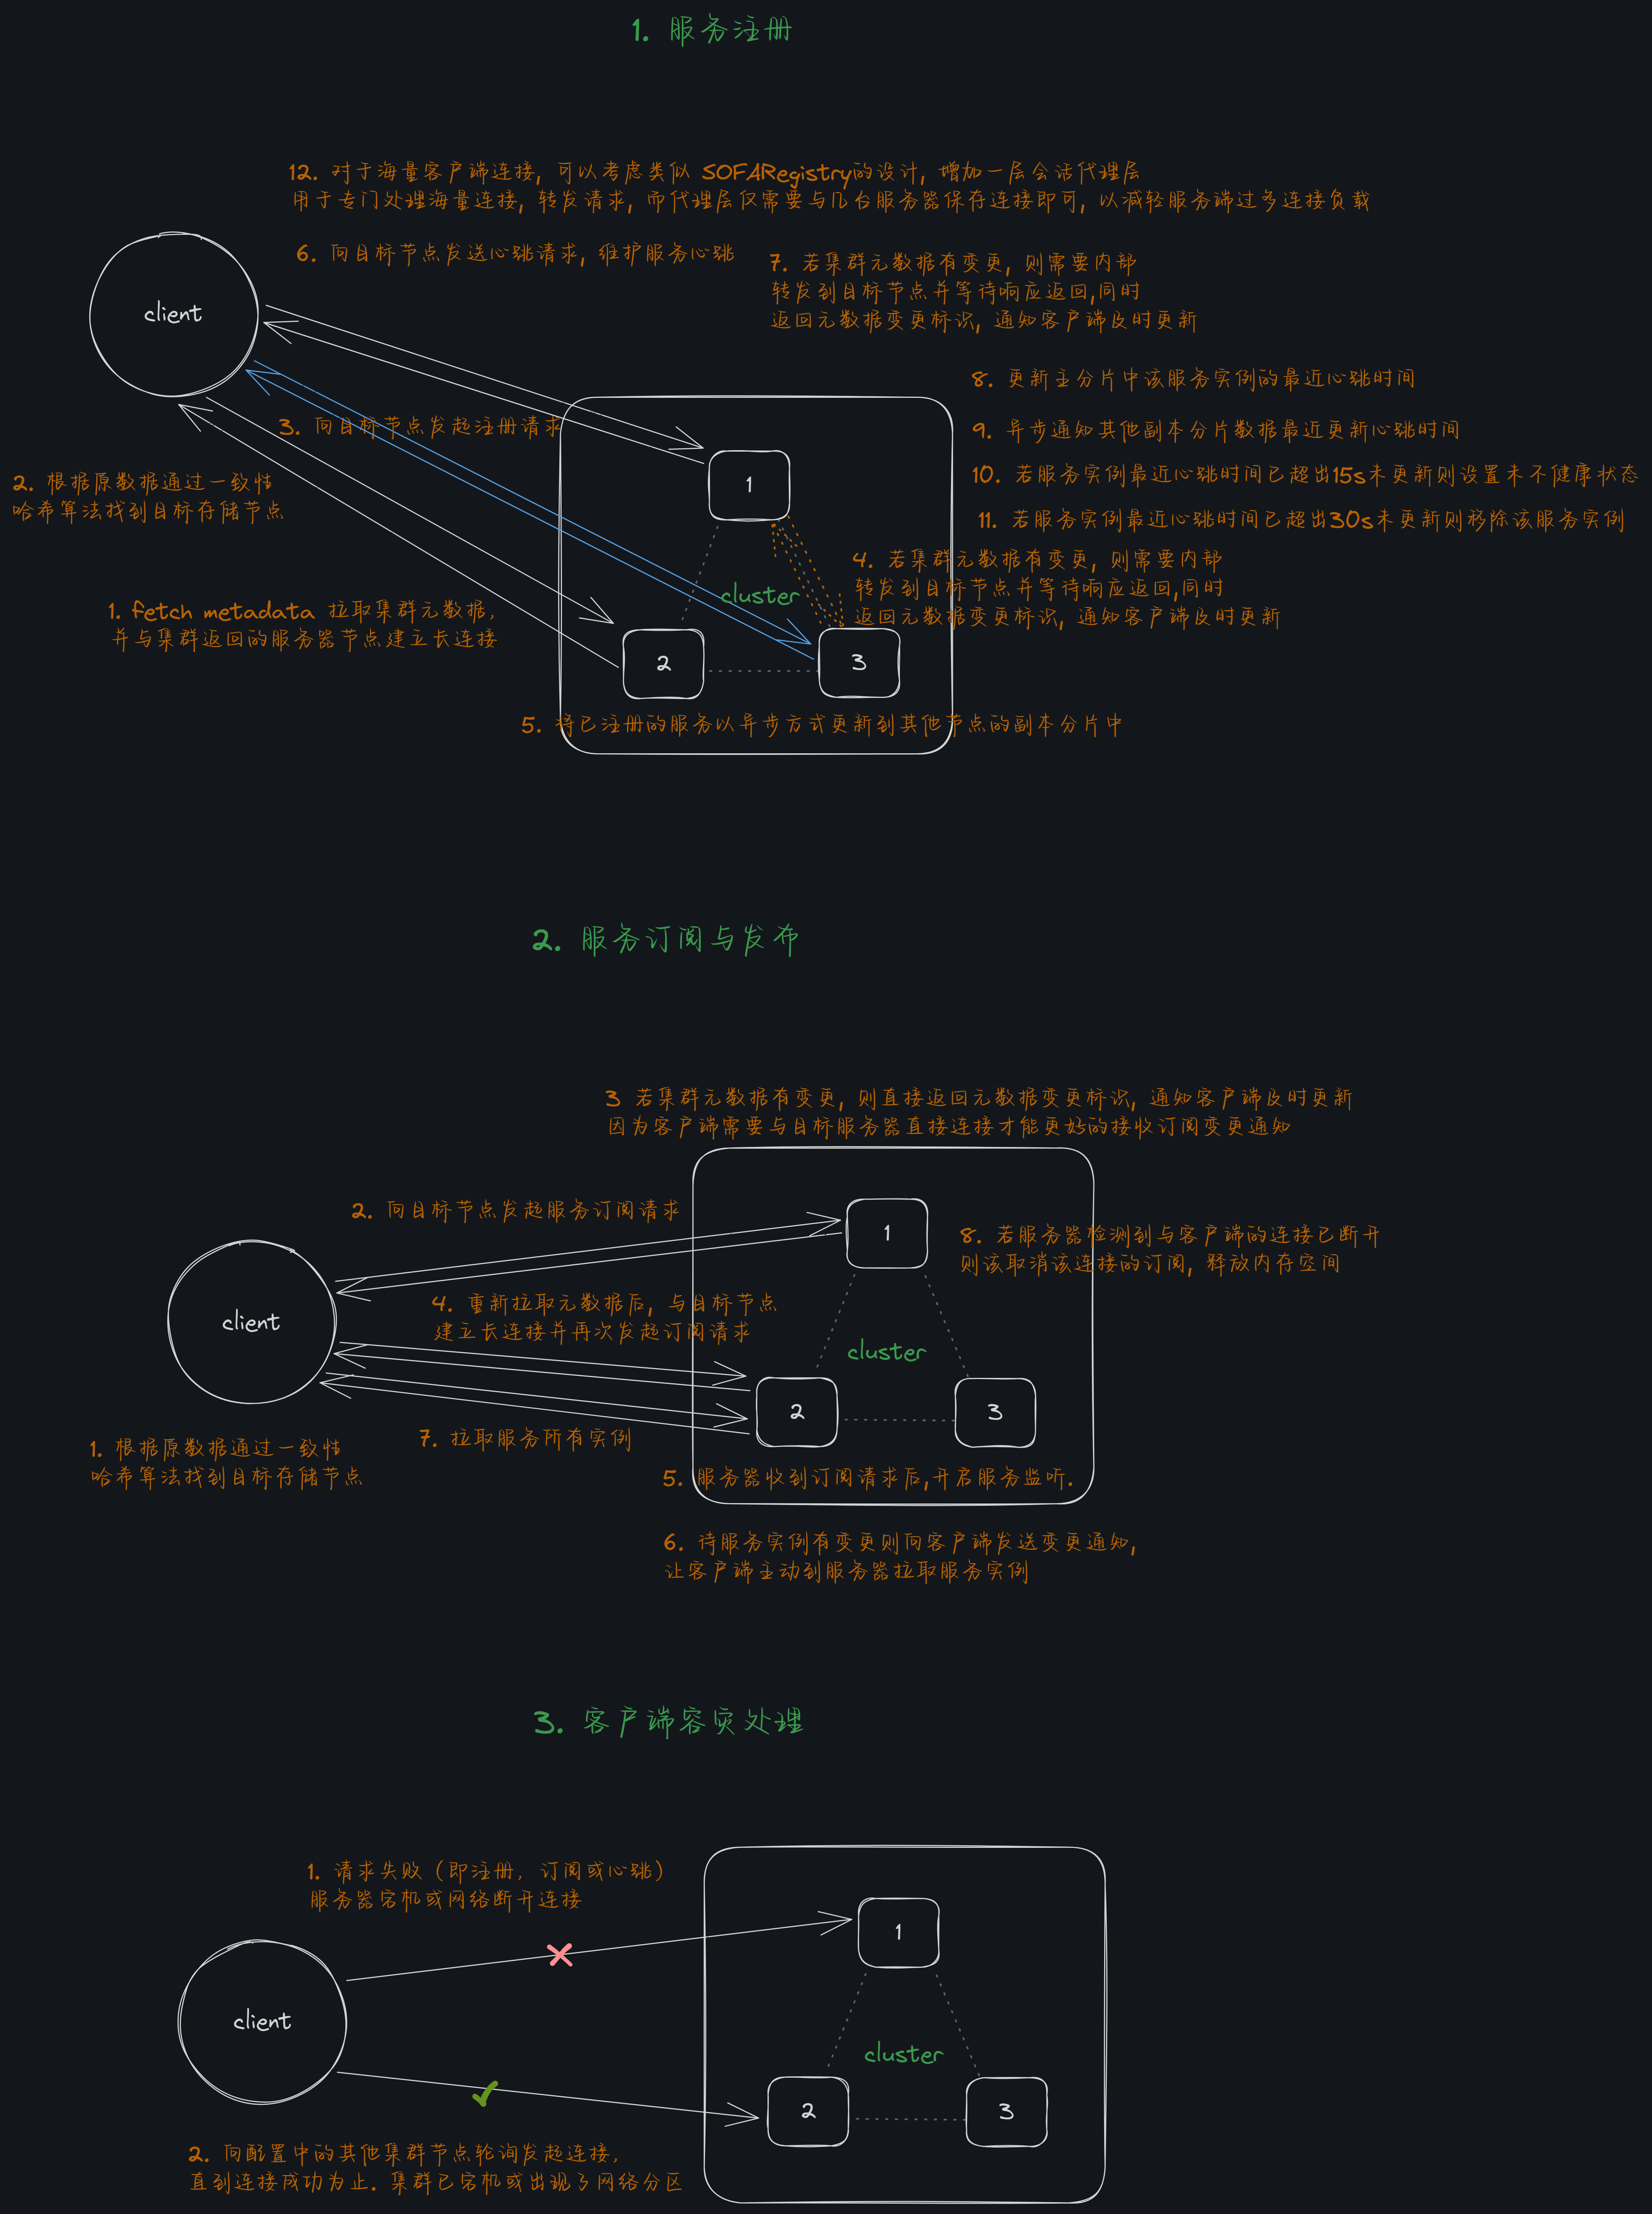 1. 服务注册
12. 对于海量客户端连接, 可以考虑类似 SOFARegistry的设计, 增加一层会话代理层
用于专门处理海量连接, 转发请求, 而代理层仅需要与几台服务器保存连接即可, 以减轻服务端过多连接负载
6. 向目标节点发送心跳请求, 维护服务心跳
7. 若集群元数据有变更, 则需要内部
转发到目标节点并等待响应返回,同时
返回元数据变更标识, 通知客户端及时更新
client
8. 更新主分片中该服务实例的最近心跳时间
3. 向目标节点发起注册请求
9. 异步通知其他副本分片数据最近更新心跳时间
10. 若服务实例最近心跳时间已超出15s未更新则设置未不健康状态
2. 根据原数据通过一致性
哈希算法找到目标存储节点
1
11. 若服务实例最近心跳时间已超出30s未更新则移除该服务实例
4. 若集群元数据有变更, 则需要内部
转发到目标节点并等待响应返回,同时
返回元数据变更标识, 通知客户端及时更新
cluster
1. fetch metadata 拉取集群元数据,
并与集群返回的服务器节点建立长连接
2
3
5. 将已注册的服务以异步方式更新到其他节点的副本分片中
2. 服务订阅与发布
3 若集群元数据有变更, 则直接返回元数据变更标识, 通知客户端及时更新
因为客户端需要与目标服务器直接连接才能更好的接收订阅变更通知
2. 向目标节点发起服务订阅请求
1
8. 若服务器检测到与客户端的连接已断开
则该取消该连接的订阅, 释放内存空间
4. 重新拉取元数据后, 与目标节点
建立长连接并再次发起订阅请求
client
cluster
2
3
7. 拉取服务所有实例
1. 根据原数据通过一致性
哈希算法找到目标存储节点
5. 服务器收到订阅请求后,开启服务监听.
6. 待服务实例有变更则向客户端发送变更通知,
让客户端主动到服务器拉取服务实例
3. 客户端容灾处理
1. 请求失败 (即注册, 订阅或心跳)
服务器宕机或网络断开连接
1
client
cluster
2
3
2. 向配置中的其他集群节点轮询发起连接,
直到连接成功为止. 集群已宕机或出现了网络分区